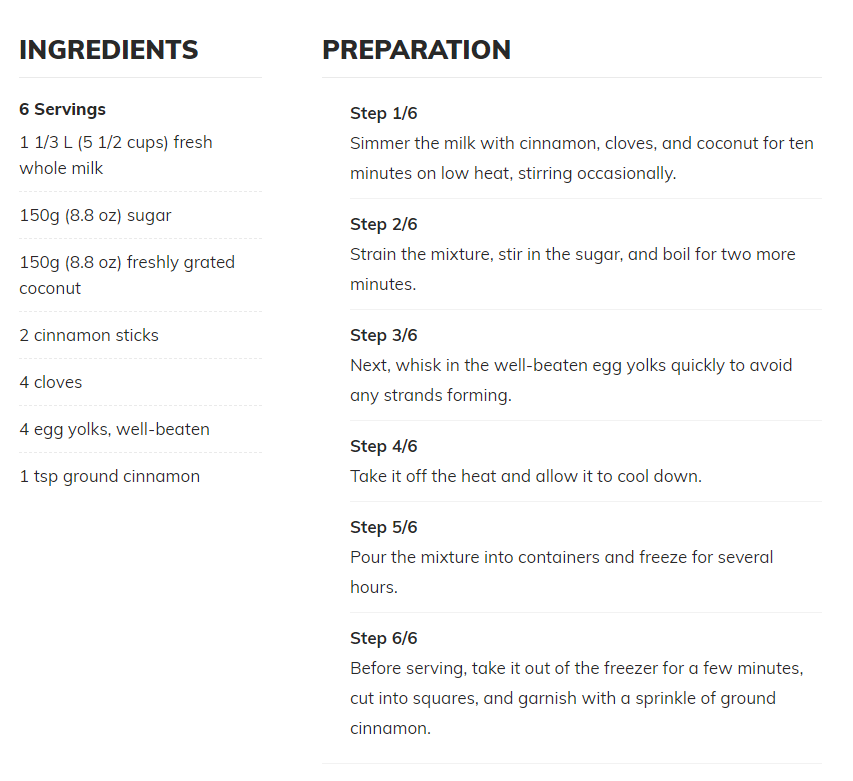 INGREDIENTS
6 Servings
1 1/3 L (5 1/2 cups) fresh
whole milk
150g (8.8 oz) sugar
150g (8.8 oz) freshly grated
coconut
2 cinnamon sticks
4 cloves
4 egg yolks, well-beaten
1 tsp ground cinnamon
PREPARATION
Step 1/6
Simmer the milk with cinnamon, cloves, and coconut for ten
minutes on low heat, stirring occasionally.
Step 2/6
Strain the mixture, stir in the sugar, and boil for two more
minutes.
Step 3/6
Next, whisk in the well-beaten egg yolks quickly to avoid
any strands forming.
Step 4/6
Take it off the heat and allow it to cool down.
Step 5/6
Pour the mixture into containers and freeze for several
hours.
Step 6/6
Before serving, take it out of the freezer for a few minutes,
cut into squares, and garnish with a sprinkle of ground
cinnamon.